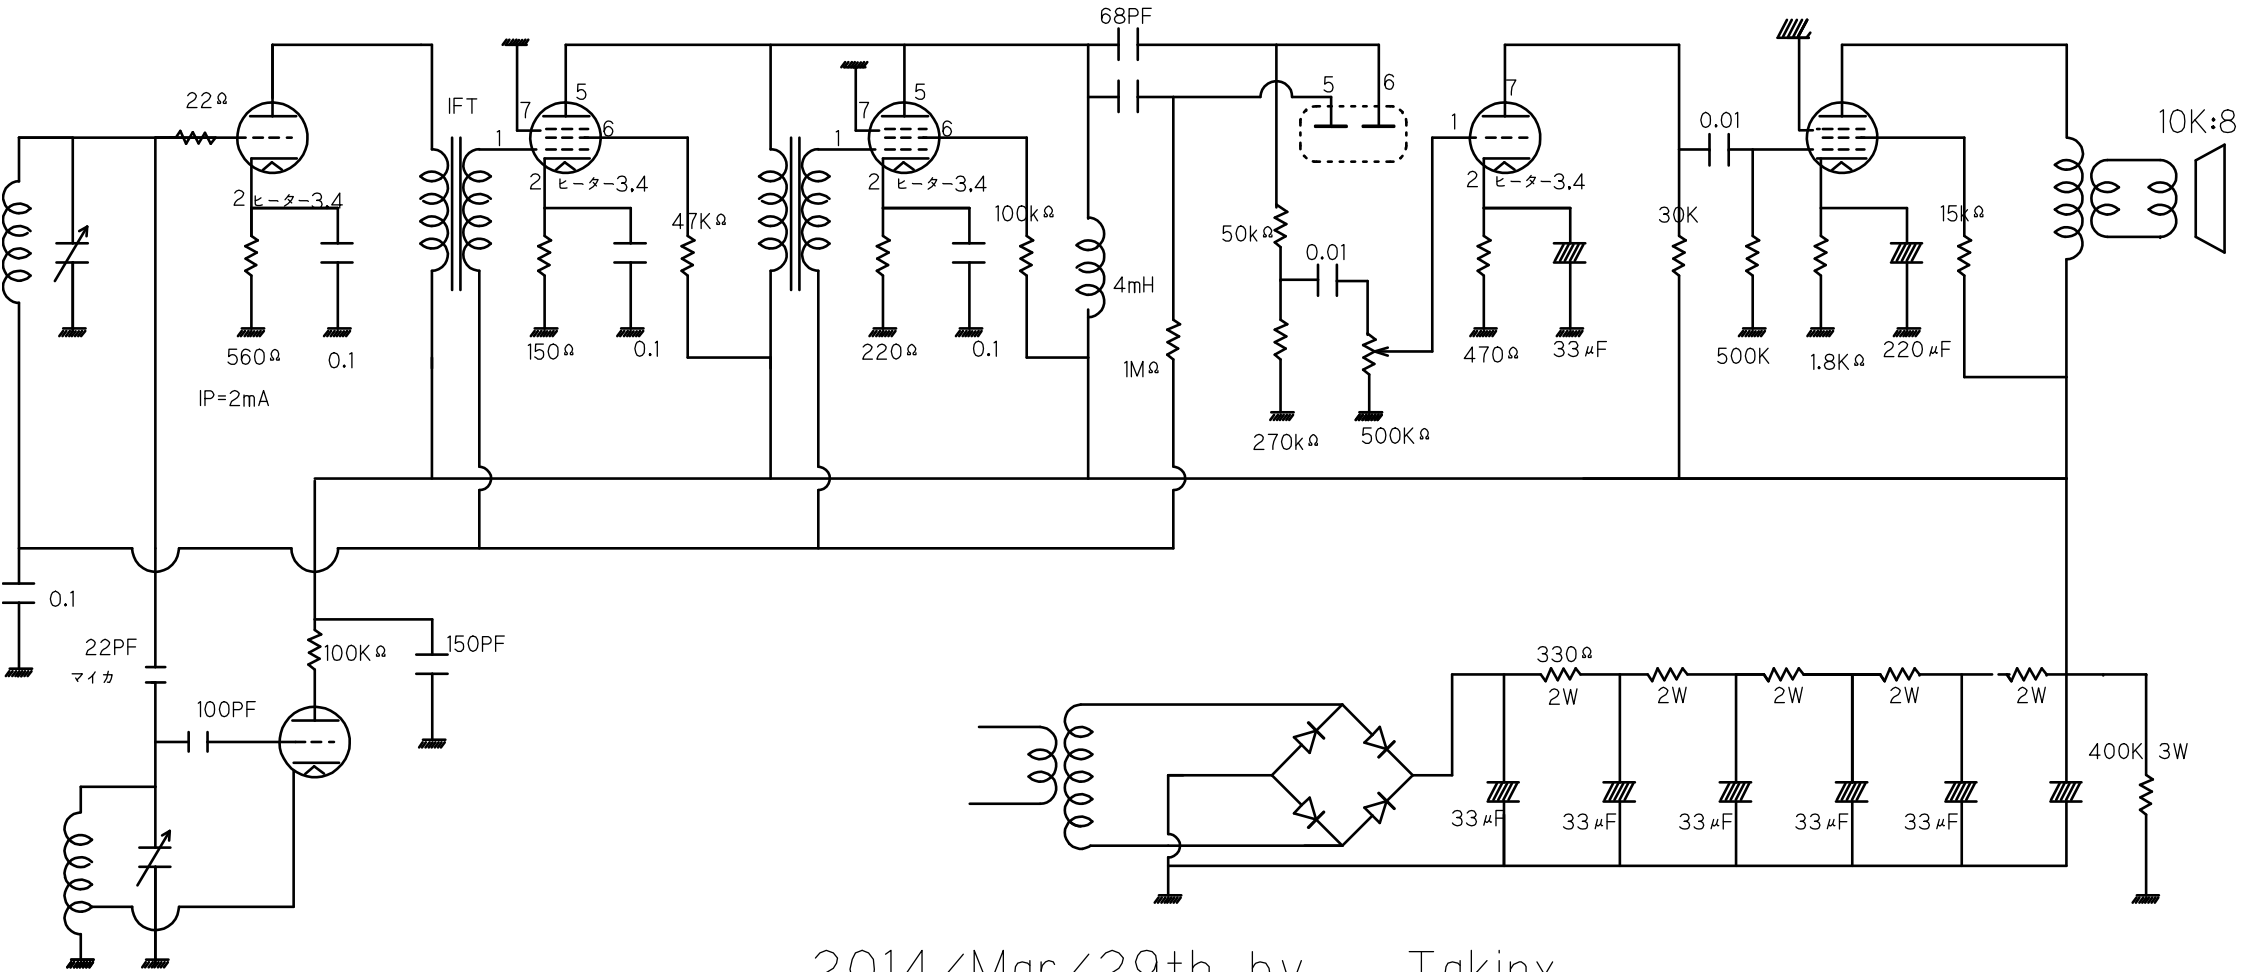 68PF
22Ω
IFT
5
7
6
1
2
ヒーター3.4
5
7
6
1
2
ヒーター3.4
5
6
7
1
2
ヒーター3.4
0.01
10K:8
2
ヒーター3.4
47KΩ
100kΩ
50kΩ
0.01
4mH
30K
15kΩ
560Ω
0.1
150Ω
0.1
220Ω
0.1
1MΩ
470Ω
33μF
500K
1.8KΩ
220μF
IP=2mA
270kΩ
500KΩ
0.1
22PF
マイカ
100KΩ
150PF
100PF
330Ω
2W
2W
2W
2W
2W
400K 3W
33μF
33μF
33μF
33μF
33μF
2014/Mar/29th by Takinx